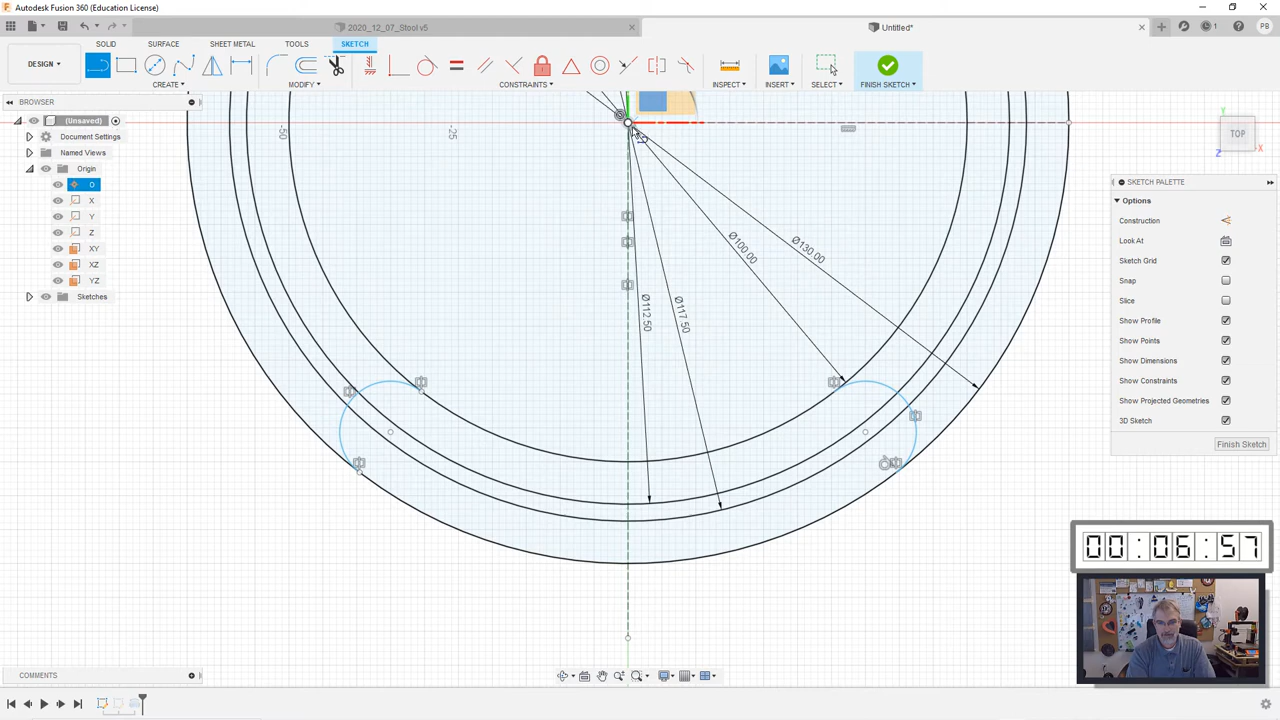 Autodesk Fusion 360 (Education License)
2020_12_07_Stool v5
Untitled*
1
PB
DESIGN
SOLID
SURFACE
SHEET METAL
TOOLS
SKETCH
CREATE
MODIFY
CONSTRAINTS
INSPECT
INSERT
SELECT
FINISH SKETCH
BROWSER
(Unsaved)
Document Settings
Named Views
Origin
O
X
Y
Z
XY
XZ
YZ
Sketches
-50
-25
Ø100.00
Ø130.00
Ø112.50
Ø117.50
TOP
Y
X
Z
SKETCH PALETTE
Options
Construction
Look At
Sketch Grid
Snap
Slice
Show Profile
Show Points
Show Dimensions
Show Constraints
Show Projected Geometries
3D Sketch
Finish Sketch
00:06:57
COMMENTS